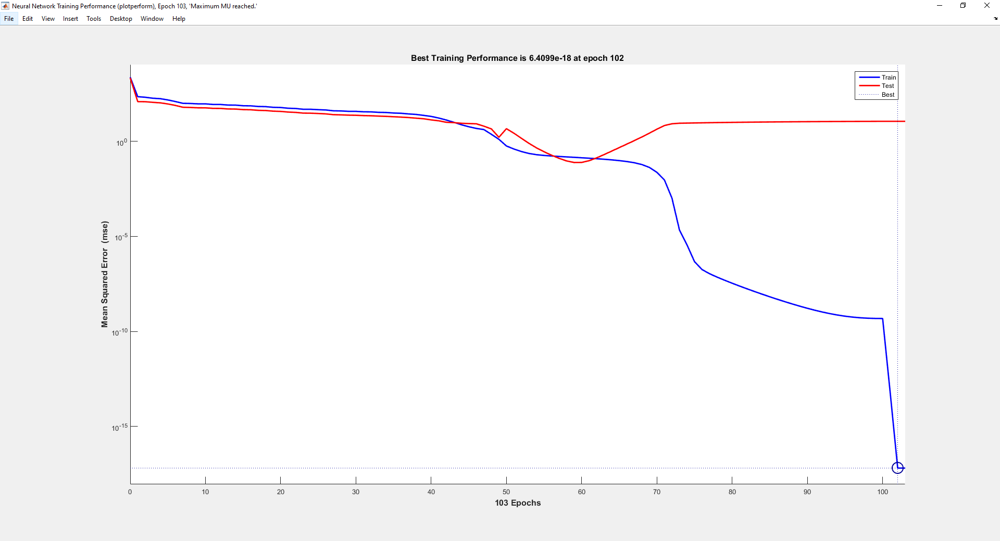 Neural Network Training Performance (plotperform), Epoch 103, 'Maximum MU reached.'
File Edit View Insert Tools Desktop Window Help
Best Training Performance is 6.4099e-18 at epoch 102
Train
Test
Best
10^0
10^-5
10^-10
10^-15
Mean Squared Error (mse)
0 10 20 30 40 50 60 70 80 90 100
103 Epochs